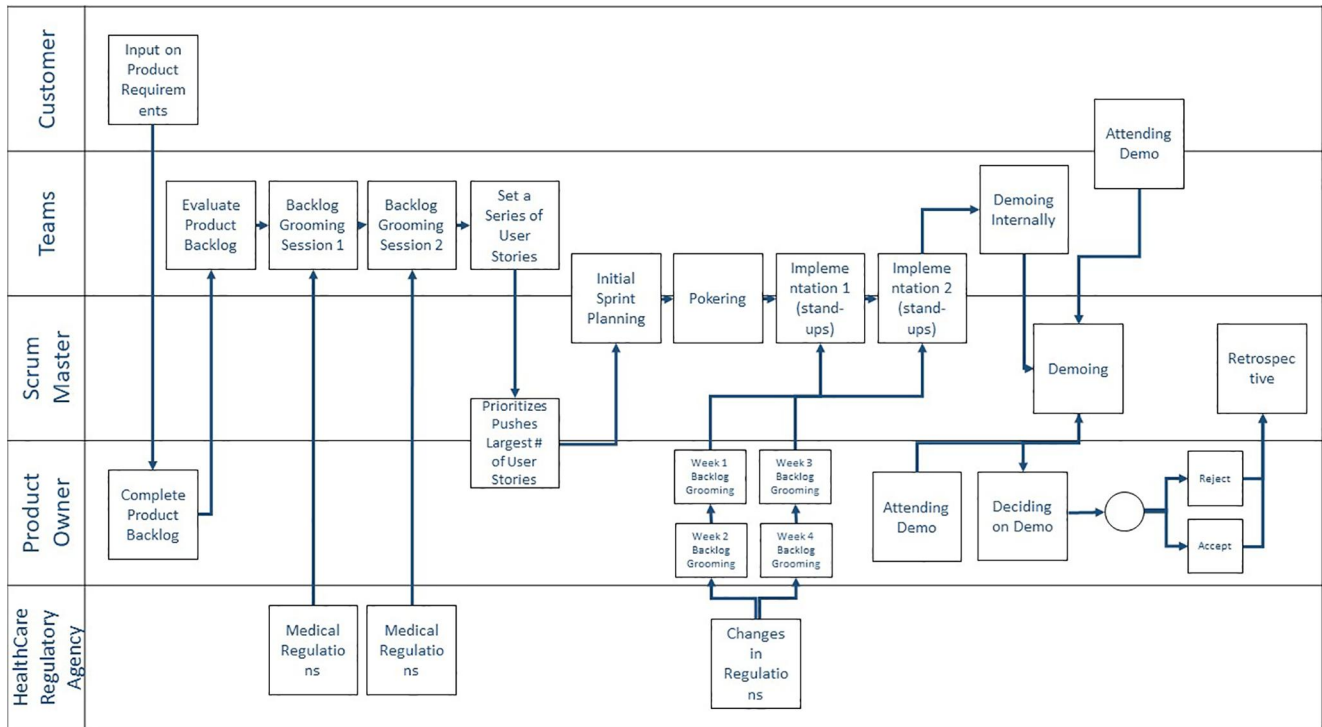 Customer
Input on
Product
Requirem
ents
Attending
Demo
Teams
Evaluate
Product
Backlog
Backlog
Grooming
Session 1
Backlog
Grooming
Session 2
Set a
Series of
User
Stories
Initial
Sprint
Planning
Pokering
Impleme
ntation 1
(stand-
ups)
Impleme
ntation 2
(stand-
ups)
Demoing
Internally
Scrum
Master
Prioritizes
Pushes
Largest #
of User
Stories
Demoing
Retrospec
tive
Product
Owner
Complete
Product
Backlog
Week 1
Backlog
Grooming
Week 3
Backlog
Grooming
Week 2
Backlog
Grooming
Week 4
Backlog
Grooming
Attending
Demo
Deciding
on Demo
Reject
Accept
HealthCare
Regulatory
Agency
Medical
Regulatio
ns
Medical
Regulatio
ns
Changes
in
Regulatio
ns